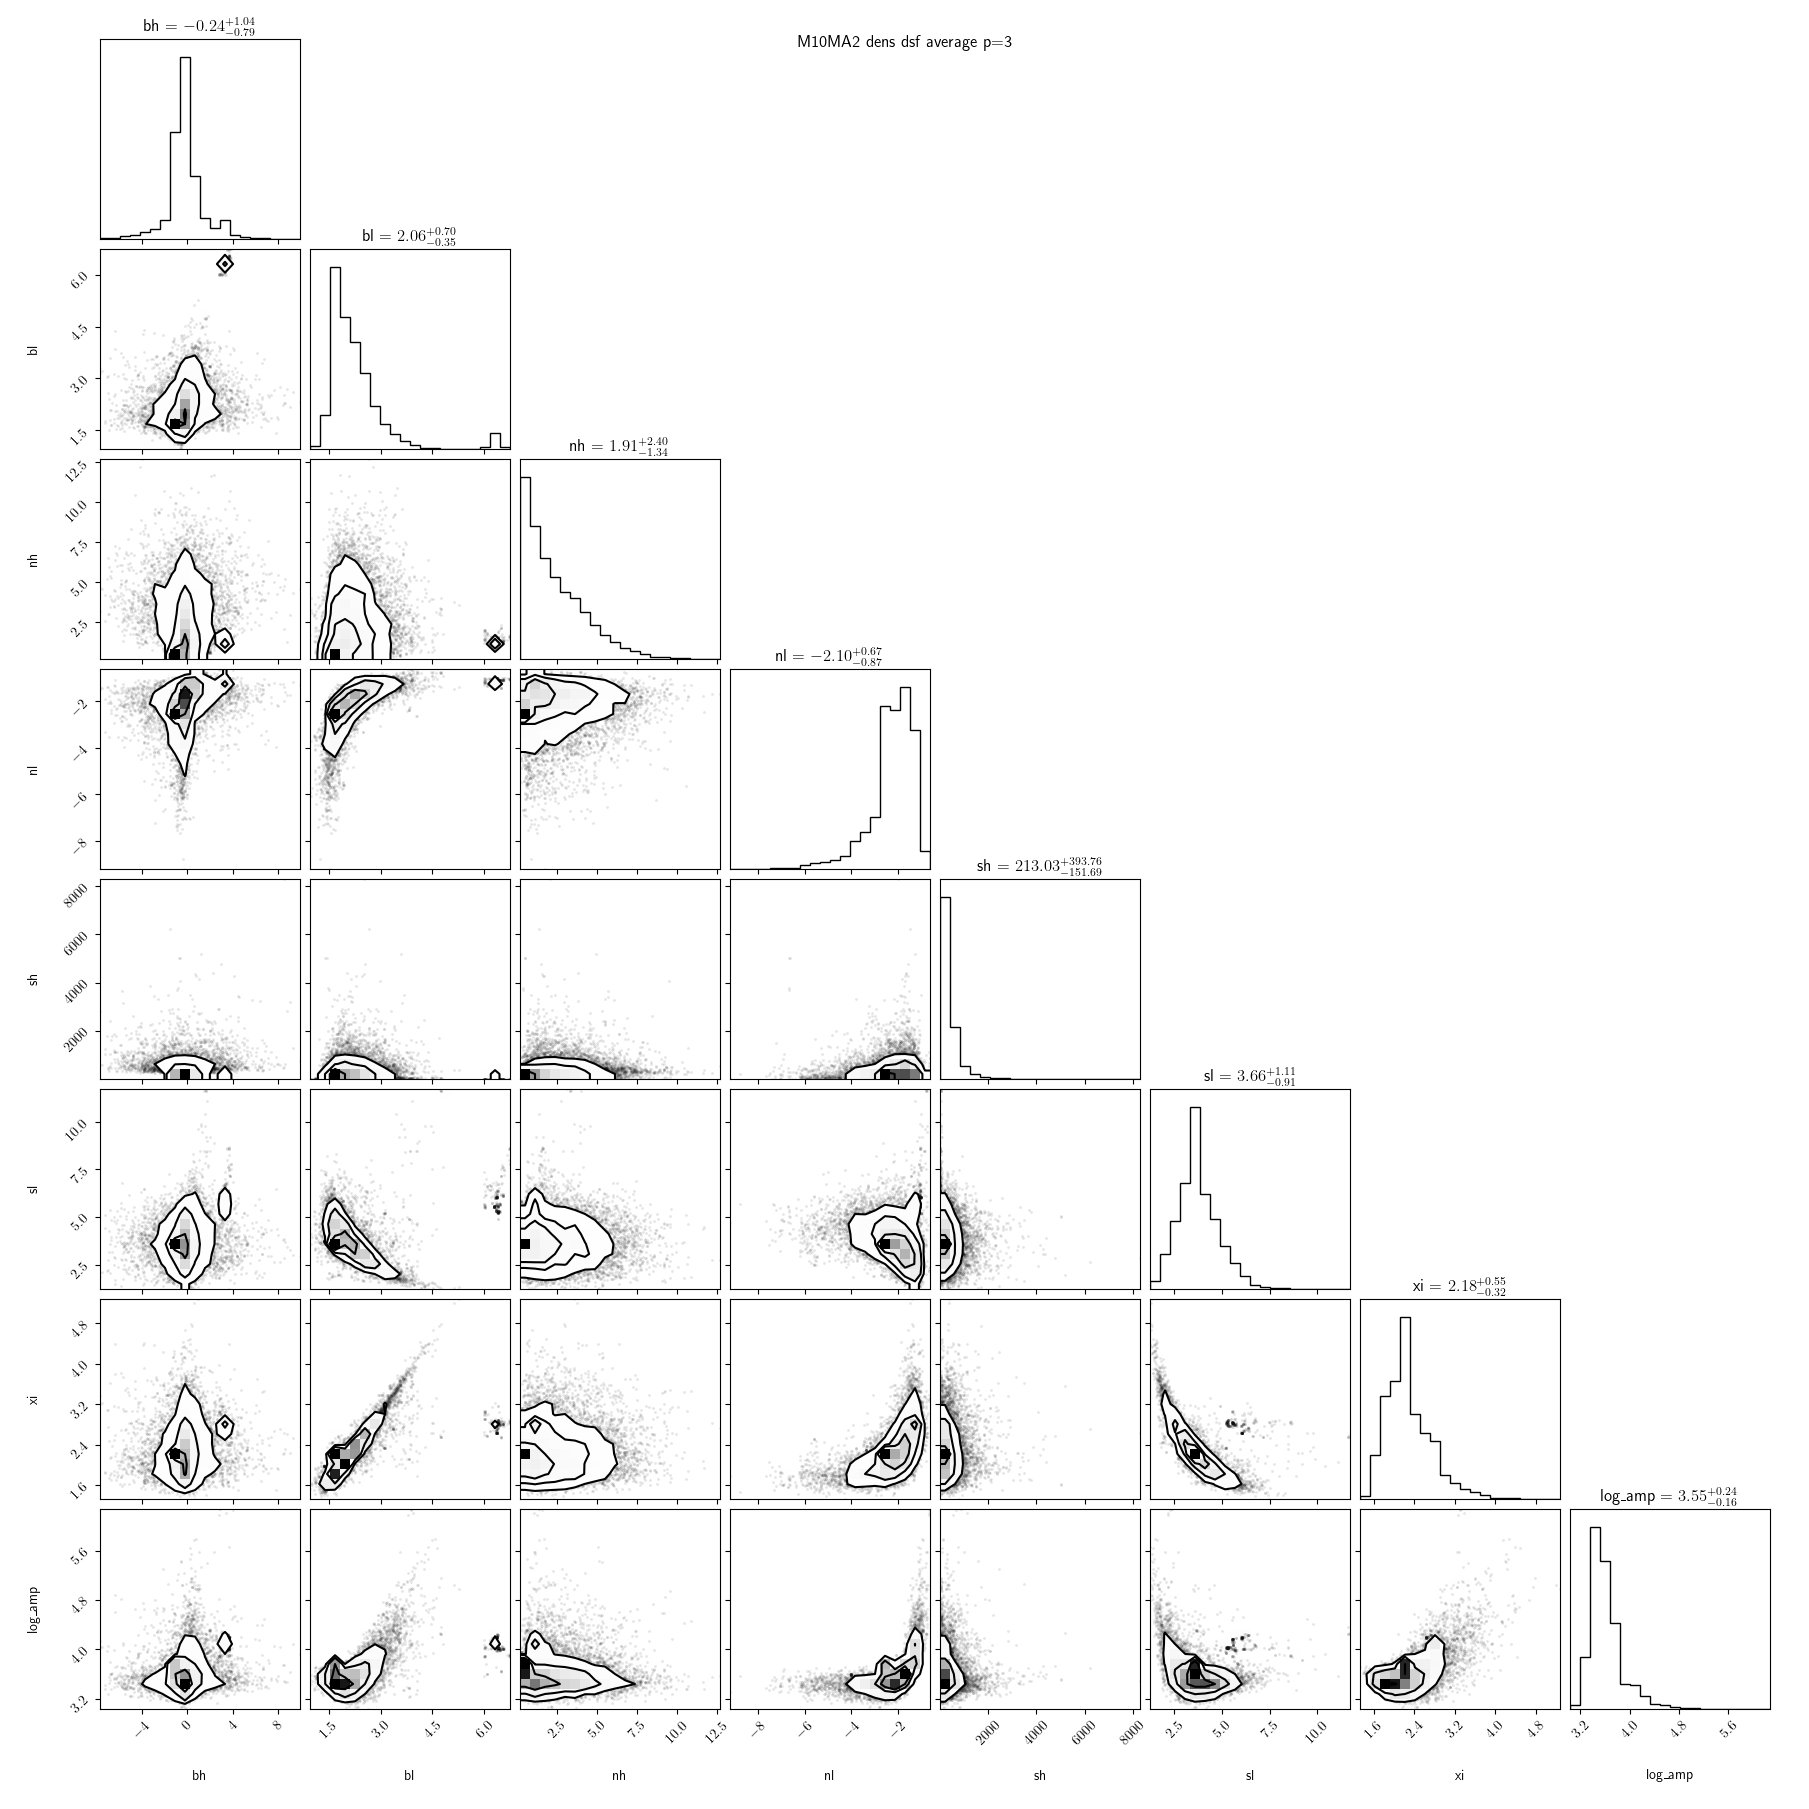 bh = −0.24+1.04−0.79
M10MA2 dens dsf average p=3
bl = 2.06+0.70−0.35
6.0
4.5
3.0
1.5
bl
nh = 1.91+2.40−1.34
12.5
10.0
7.5
5.0
2.5
nh
nl = −2.10+0.67−0.87
−2
−4
−6
−8
nl
sh = 213.03+393.76−151.69
8000
6000
4000
2000
sh
sl = 3.66+1.11−0.91
10.0
7.5
5.0
2.5
sl
xi = 2.18+0.55−0.32
4.8
4.0
3.2
2.4
1.6
xi
log_amp = 3.55+0.24−0.16
5.6
4.8
4.0
3.2
log_amp
−4 0 4 8 1.5 3.0 4.5 6.0 2.5 5.0 7.5 10.0 12.5 −8 −6 −4 −2 2000 4000 6000 8000 2.5 5.0 7.5 10.0 1.6 2.4 3.2 4.0 4.8 3.2 4.0 4.8 5.6
bh bl nh nl sh sl xi log_amp